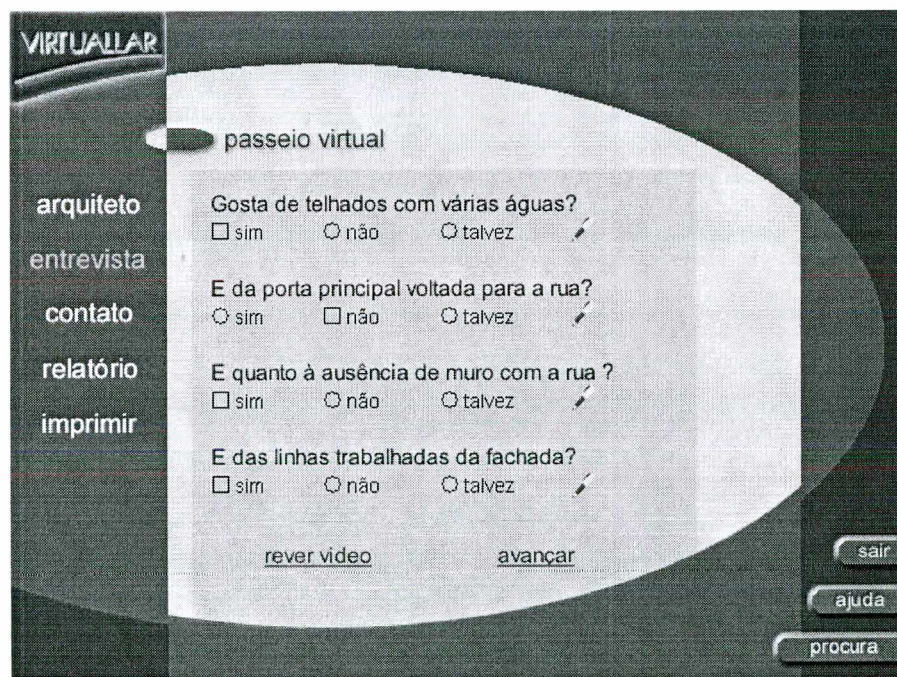 VIRTUALLAR
passeio virtual
arquiteto
entrevista
contato
relatório
imprimir
Gosta de telhados com várias águas?
sim não talvez
E da porta principal voltada para a rua?
sim não talvez
E quanto à ausência de muro com a rua ?
sim não talvez
E das linhas trabalhadas da fachada?
sim não talvez
rever video avançar
sair
ajuda
procura